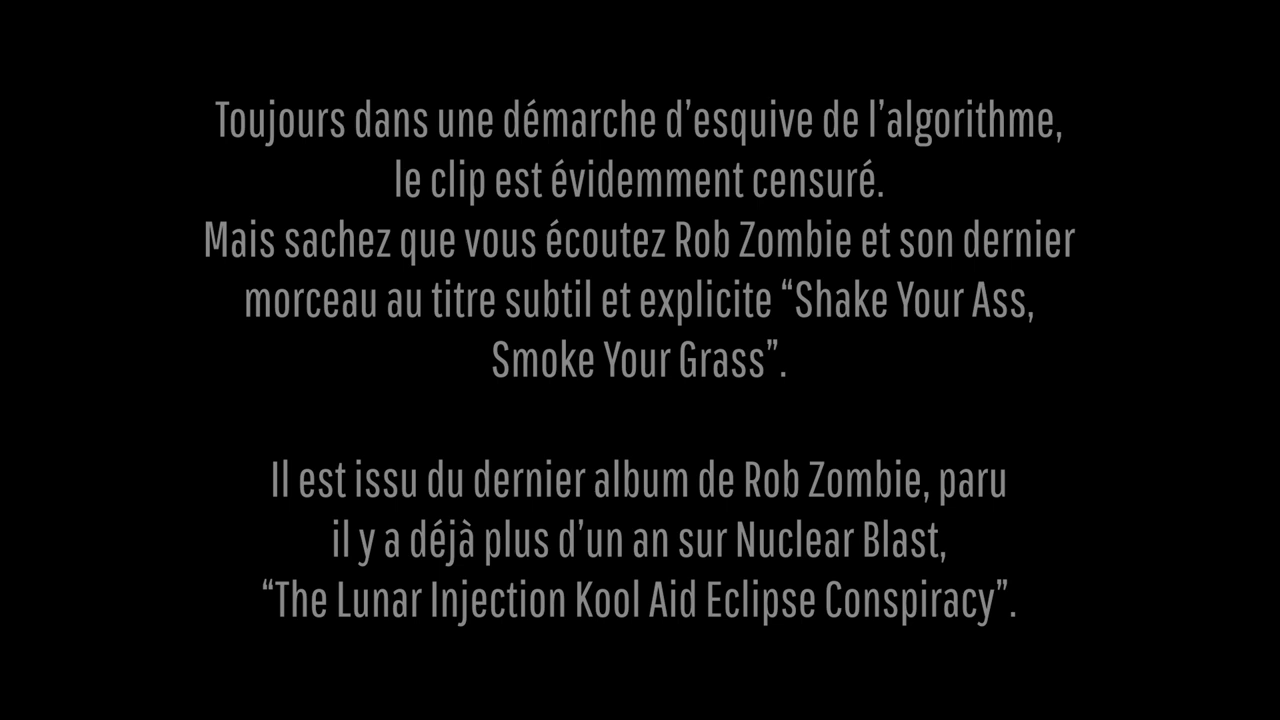 Toujours dans une démarche d’esquive de l’algorithme,
le clip est évidemment censuré.
Mais sachez que vous écoutez Rob Zombie et son dernier
morceau au titre subtil et explicite “Shake Your Ass,
Smoke Your Grass”.
Il est issu du dernier album de Rob Zombie, paru
il y a déjà plus d’un an sur Nuclear Blast,
“The Lunar Injection Kool Aid Eclipse Conspiracy”.